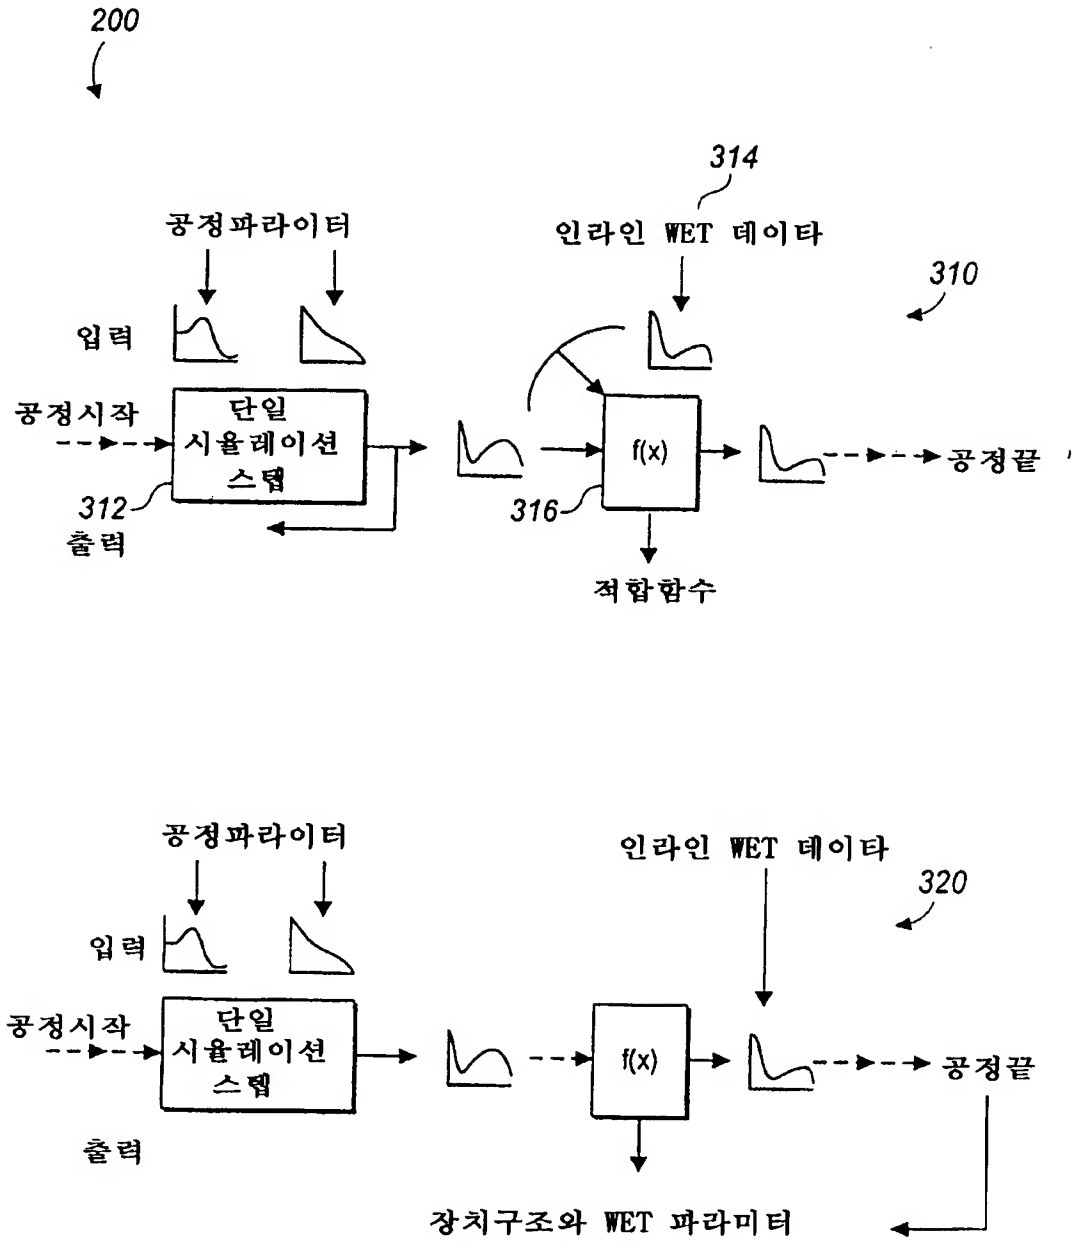 200
314
공정파라이터
인라인 WET 데이타
310
입력
공정시작
단일
시율레이션
스텝
f(x)
공정끝
312
316
출력
적합함수
공정파라이터
인라인 WET 데이타
320
입력
공정시작
단일
시율레이션
스텝
f(x)
공정끝
출력
장치구조와 WET 파라미터